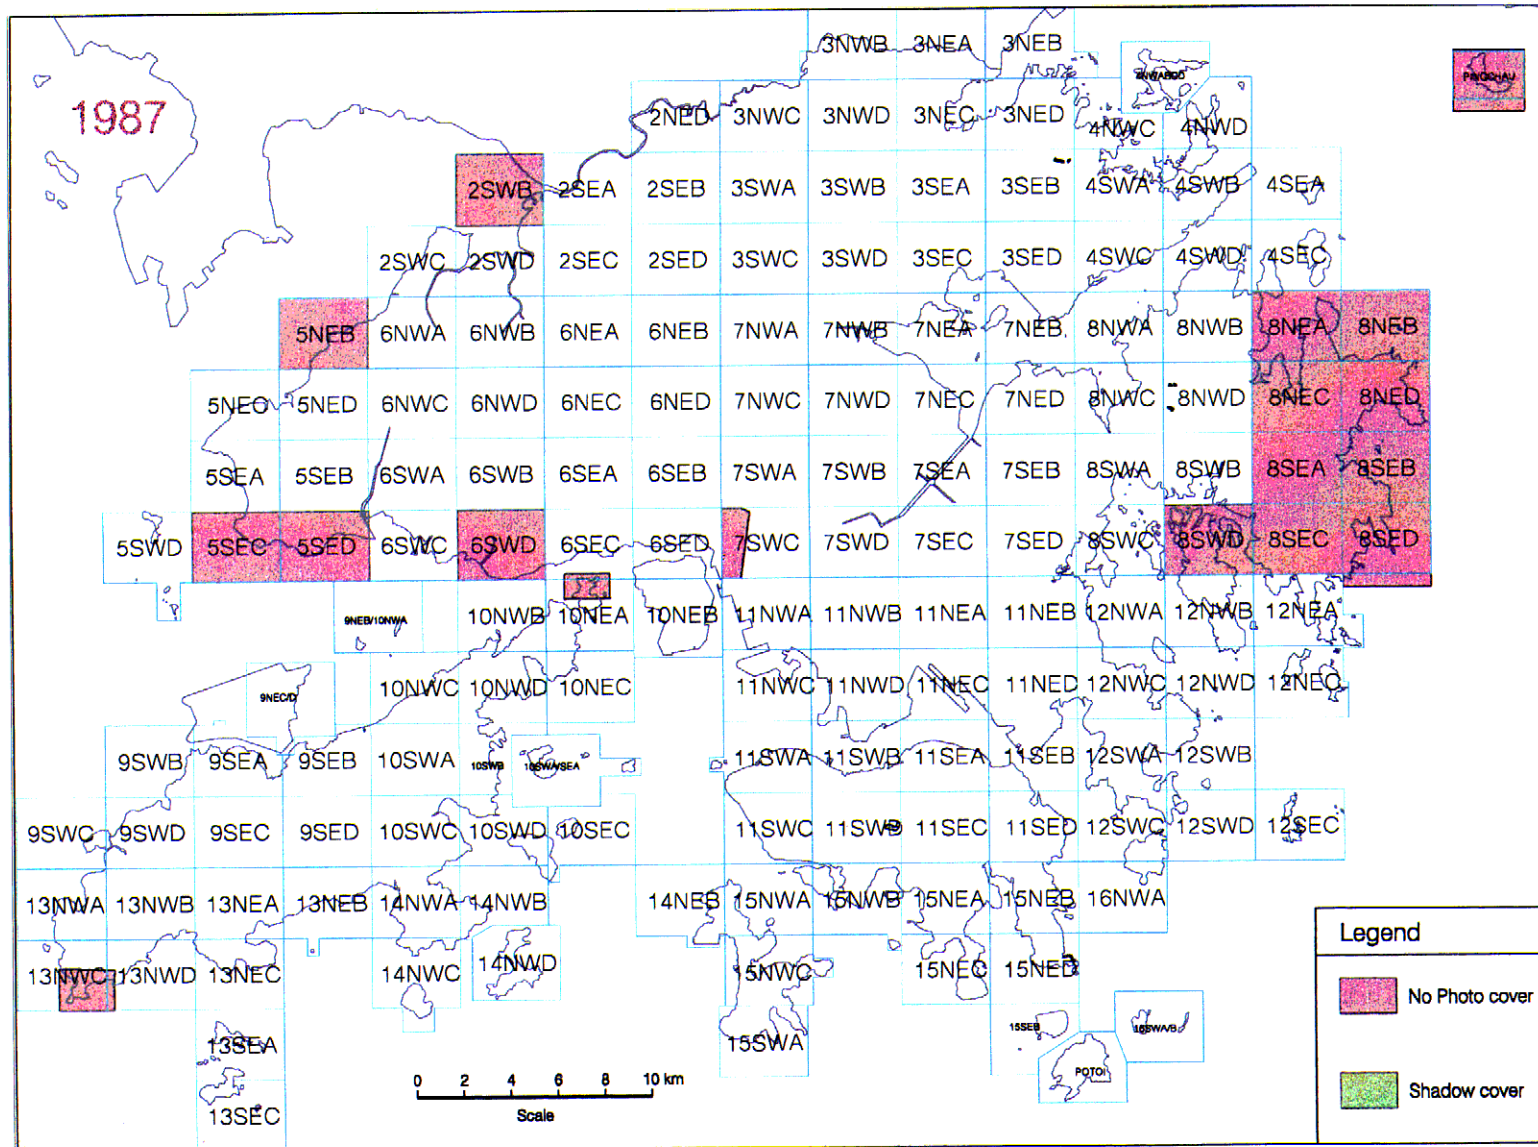 1987
3NWB 3NEA 3NEB
PINGCHAU
2NED 3NWC 3NWD 3NEC 3NED 4NWC 4NWD
2SWB 2SEA 2SEB 3SWA 3SWB 3SEA 3SEB 4SWA 4SWB 4SEA
2SWC 2SWD 2SEC 2SED 3SWC 3SWD 3SEC 3SED 4SWC 4SWD 4SEC
5NEB 6NWA 6NWB 6NEA 6NEB 7NWA 7NWB 7NEA 7NEB 8NWA 8NWB 8NEA 8NEB
5NEC 5NED 6NWC 6NWD 6NEC 6NED 7NWC 7NWD 7NEC 7NED 8NWC 8NWD 8NEC 8NED
5SEA 5SEB 6SWA 6SWB 6SEA 6SEB 7SWA 7SWB 7SEA 7SEB 8SWA 8SWB 8SEA 8SEB
5SWD 5SEC 5SED 6SWC 6SWD 6SEC 6SED 7SWC 7SWD 7SEC 7SED 8SWC 8SWD 8SEC 8SED
9NEB/10NWA 10NWB 10NEA 10NEB 11NWA 11NWB 11NEA 11NEB 12NWA 12NWB 12NEA
9NEC/D 10NWC 10NWD 10NEC 11NWC 11NWD 11NEC 11NED 12NWC 12NWD 12NEC
9SWB 9SEA 9SEB 10SWA 10SWB 10SWA/SEA 11SWA 11SWB 11SEA 11SEB 12SWA 12SWB
9SWC 9SWD 9SEC 9SED 10SWC 10SWD 10SEC 11SWC 11SWD 11SEC 11SED 12SWC 12SWD 12SEC
13NWA 13NWB 13NEA 13NEB 14NWA 14NWB 14NEB 15NWA 15NWB 15NEA 15NEB 16NWA
13NWC 13NWD 13NEC 14NWC 14NWD 15NWC 15NEC 15NED
13SEA 15SWA 15SEB 16SWA/B
POTOI
13SEC
0 2 4 6 8 10 km
Scale
Legend
No Photo cover
Shadow cover